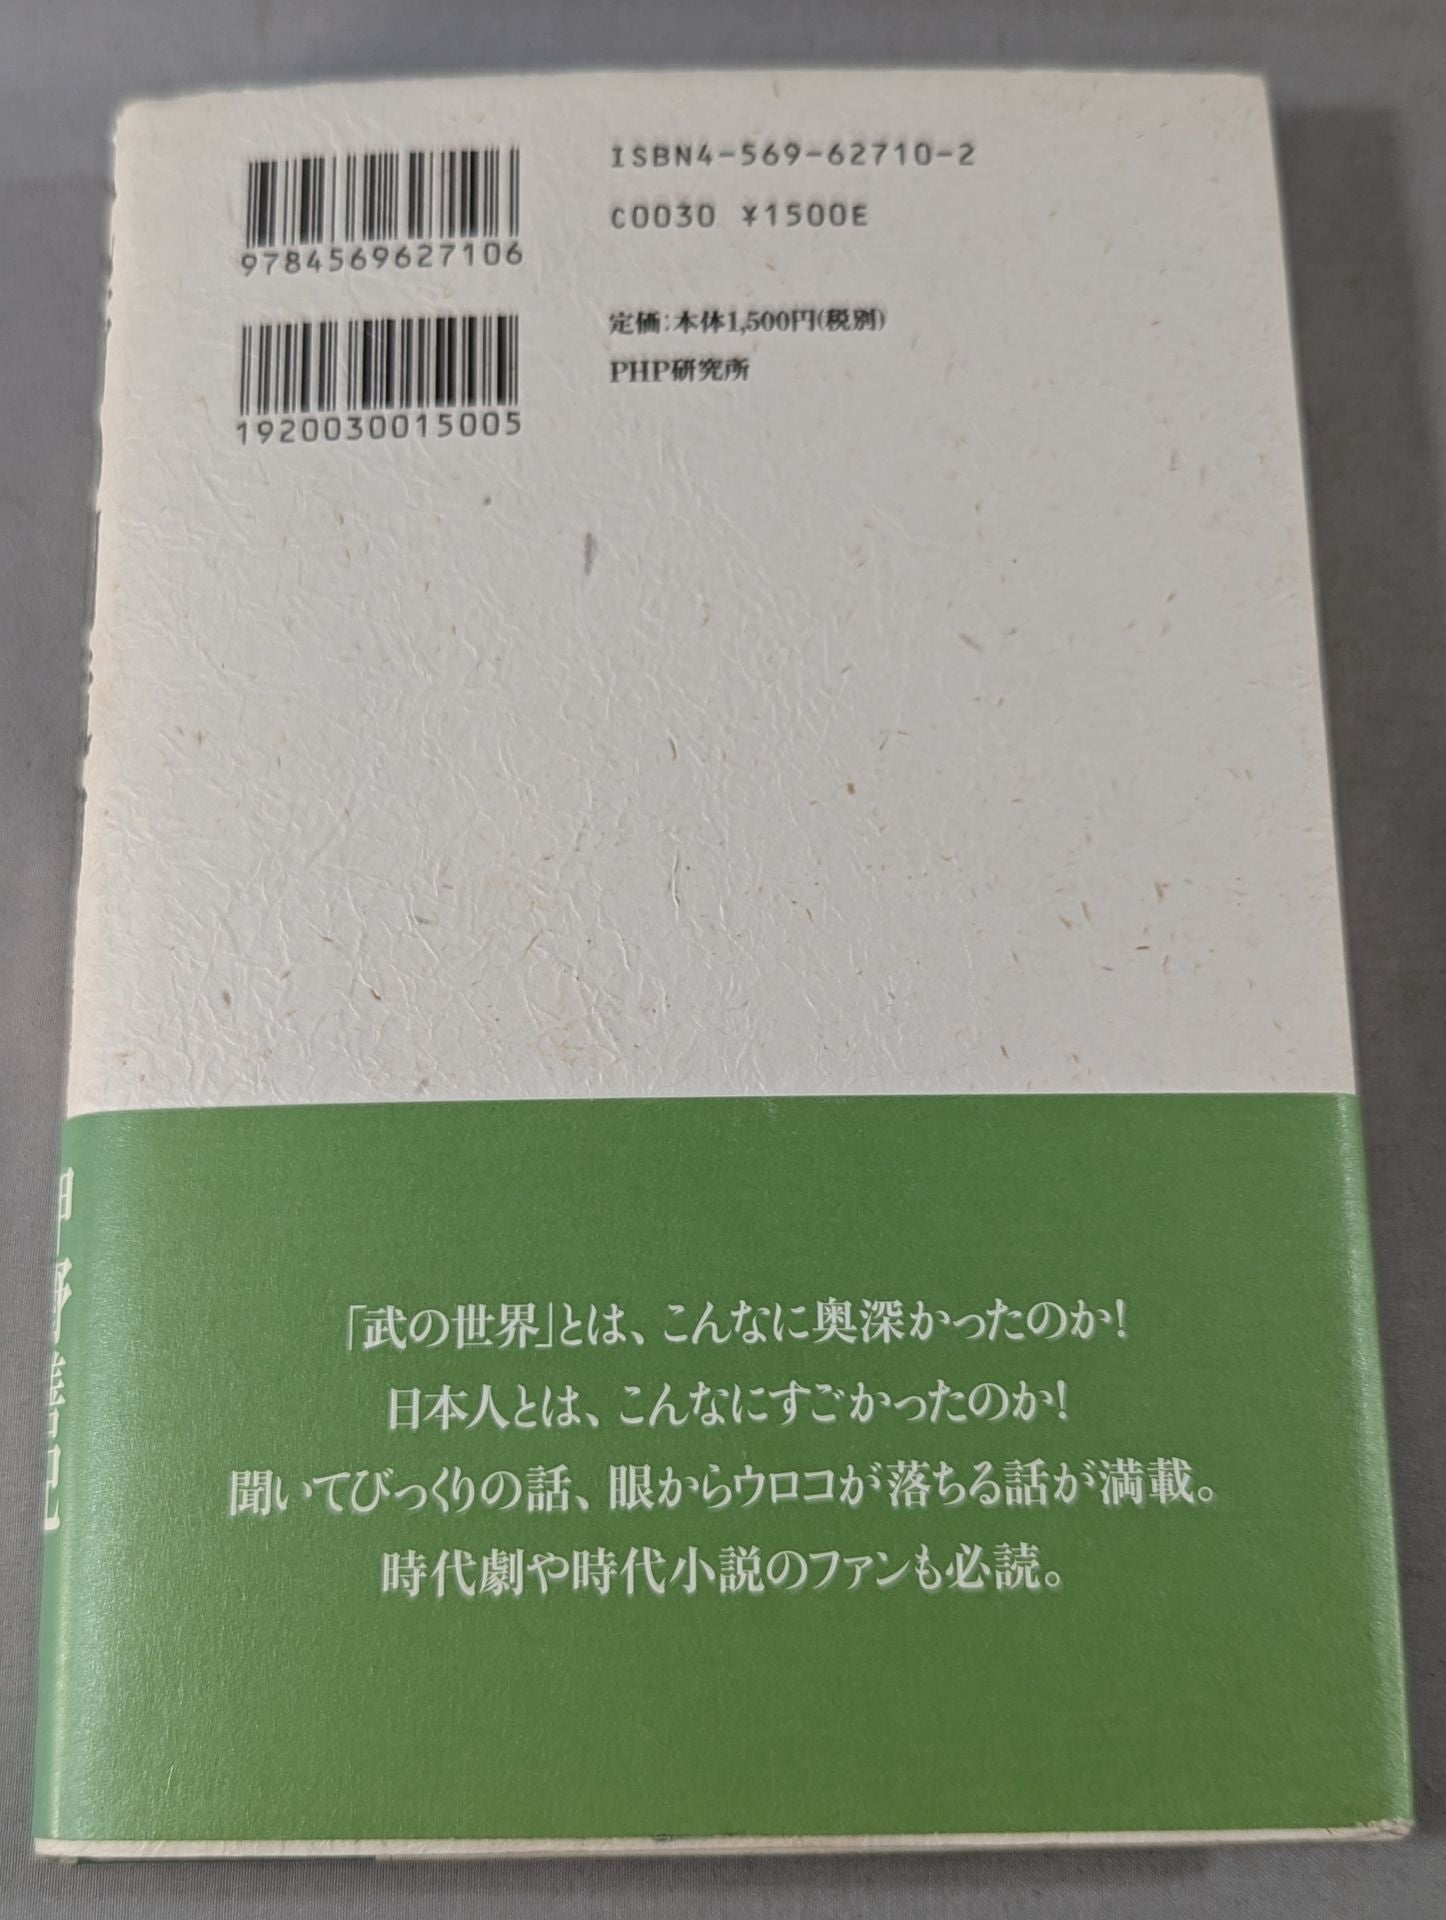 ISBN4-569-62710-2
C0030 ¥1500E
9784569627106
定価:本体1,500円(税別)
PHP研究所
1920030015005
「武の世界」とは、こんなに奥深かったのか!
日本人とは、こんなにすごかったのか!
聞いてびっくりの話、眼からウロコが落ちる話が満載。
時代劇や時代小説のファンも必読。